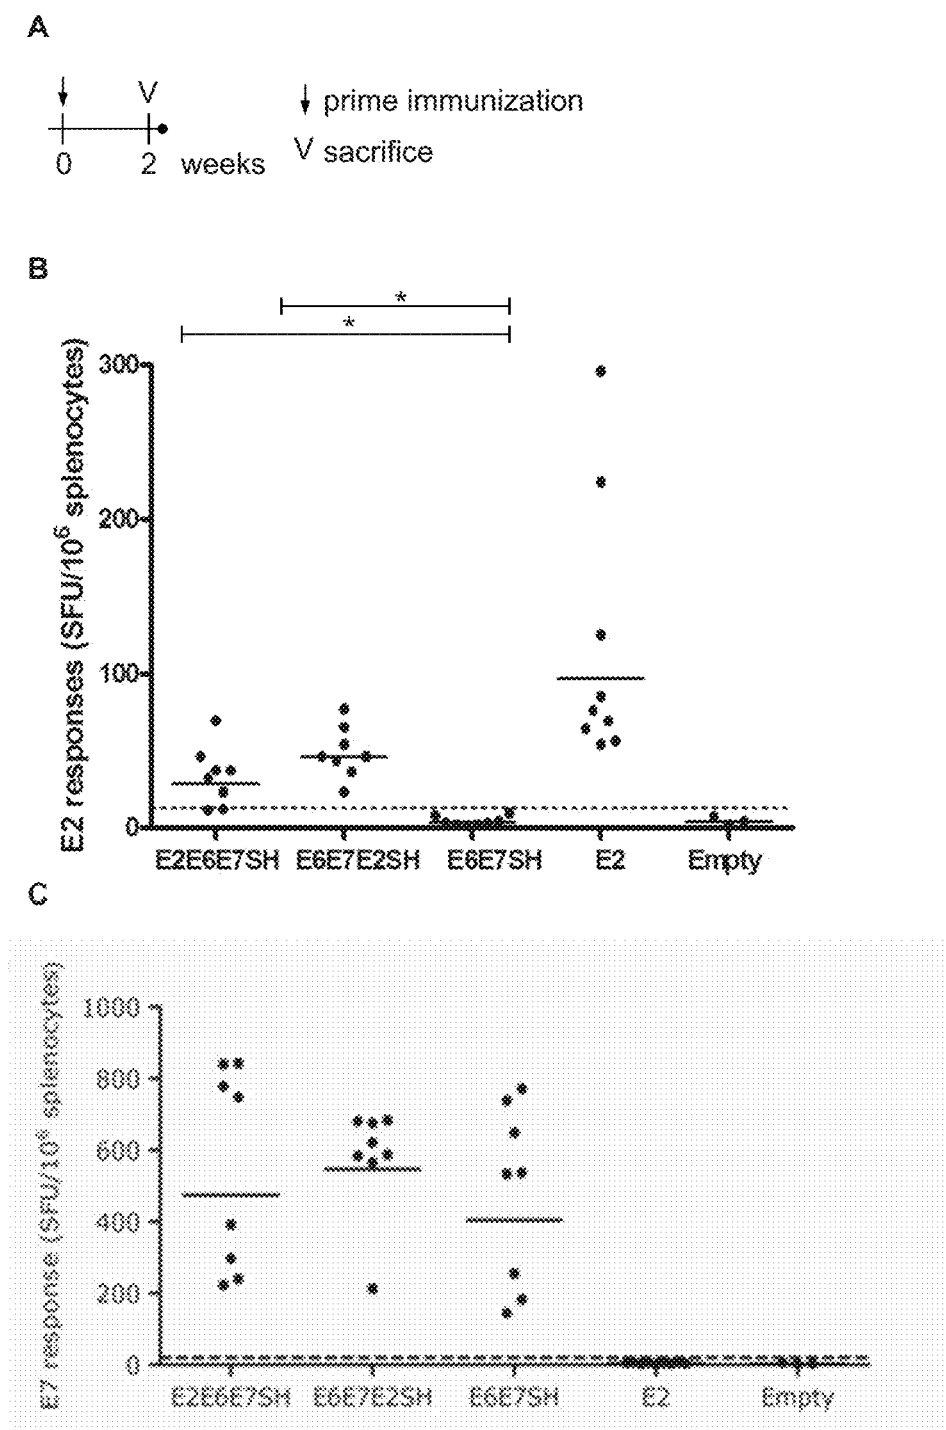 A
↓ V ↓ prime immunization
0 2 weeks V sacrifice
B
*
*
E2 responses (SFU/10⁶ splenocytes)
300
200
100
0
E2E6E7SH E6E7E2SH E6E7SH E2 Empty
C
E7 response (SFU/10⁶ splenocytes)
1000
800
600
400
200
0
E2E6E7SH E6E7E2SH E6E7SH E2 Empty